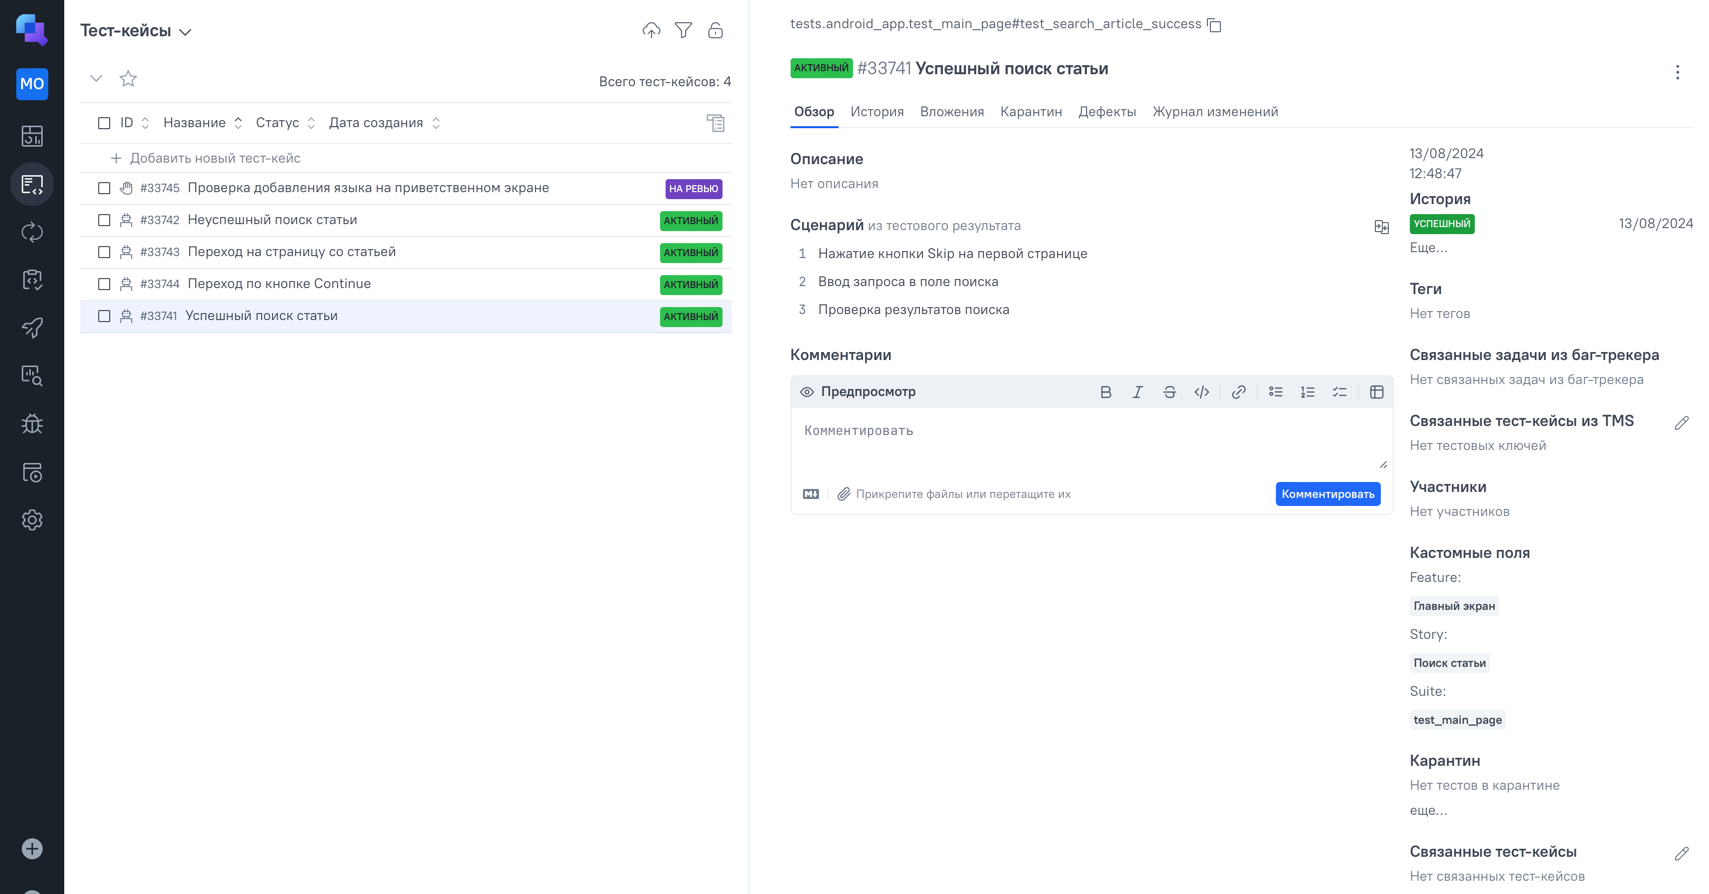 MO
Тест-кейсы
Всего тест-кейсов: 4
ID Название Статус Дата создания
Добавить новый тест-кейс
#33745 Проверка добавления языка на приветственном экране НА РЕВЬЮ
#33742 Неуспешный поиск статьи АКТИВНЫЙ
#33743 Переход на страницу со статьей АКТИВНЫЙ
#33744 Переход по кнопке Continue АКТИВНЫЙ
#33741 Успешный поиск статьи АКТИВНЫЙ
tests.android_app.test_main_page#test_search_article_success
АКТИВНЫЙ #33741 Успешный поиск статьи
Обзор История Вложения Карантин Дефекты Журнал изменений
Описание
Нет описания
Сценарий из тестового результата
1 Нажатие кнопки Skip на первой странице
2 Ввод запроса в поле поиска
3 Проверка результатов поиска
Комментарии
Предпросмотр
Комментировать
Прикрепите файлы или перетащите их
Комментировать
13/08/2024
12:48:47
История
УСПЕШНЫЙ 13/08/2024
Еще...
Теги
Нет тегов
Связанные задачи из баг-трекера
Нет связанных задач из баг-трекера
Связанные тест-кейсы из TMS
Нет тестовых ключей
Участники
Нет участников
Кастомные поля
Feature:
Главный экран
Story:
Поиск статьи
Suite:
test_main_page
Карантин
Нет тестов в карантине
еще...
Связанные тест-кейсы
Нет связанных тест-кейсов